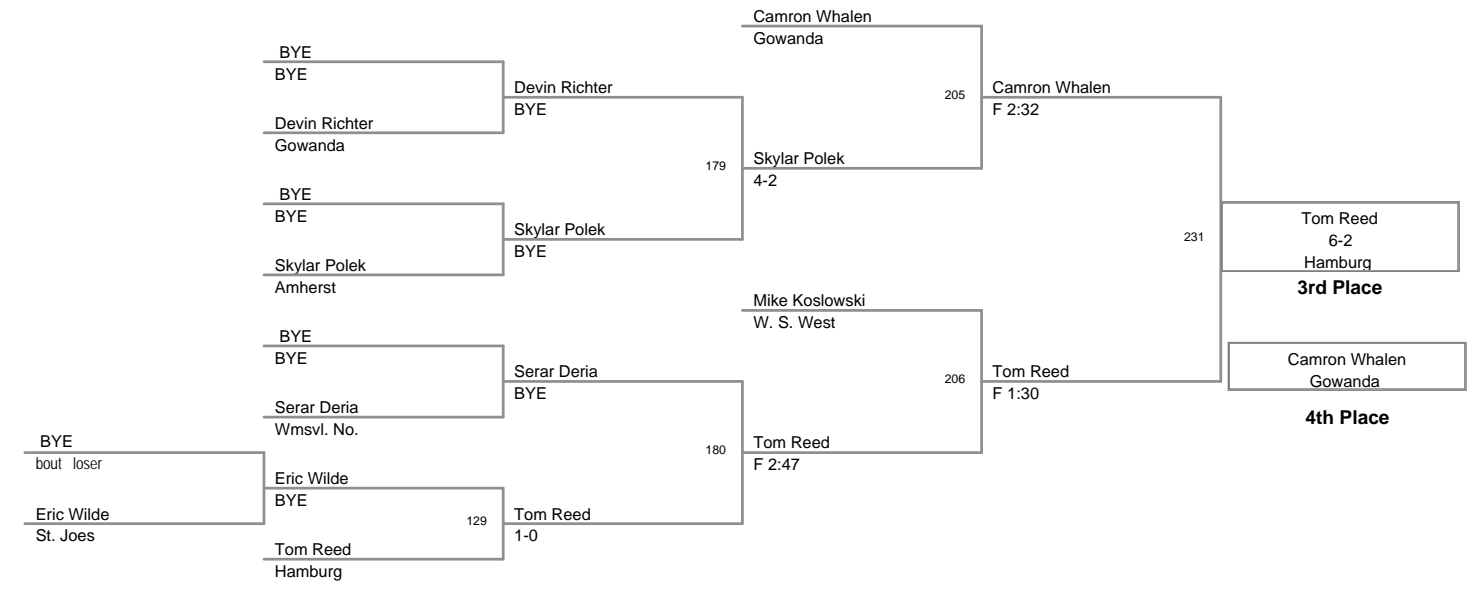 Camron Whalen
Gowanda
BYE
BYE
Devin Richter
BYE
205
Camron Whalen
F 2:32
Devin Richter
Gowanda
179
Skylar Polek
4-2
BYE
BYE
Skylar Polek
BYE
231
Tom Reed
6-2
Hamburg
3rd Place
Skylar Polek
Amherst
Mike Koslowski
W. S. West
BYE
BYE
Serar Deria
BYE
206
Tom Reed
F 1:30
Camron Whalen
Gowanda
4th Place
Serar Deria
Wmsvl. No.
BYE
bout loser
180
Tom Reed
F 2:47
Eric Wilde
BYE
Eric Wilde
St. Joes
129
Tom Reed
1-0
Tom Reed
Hamburg